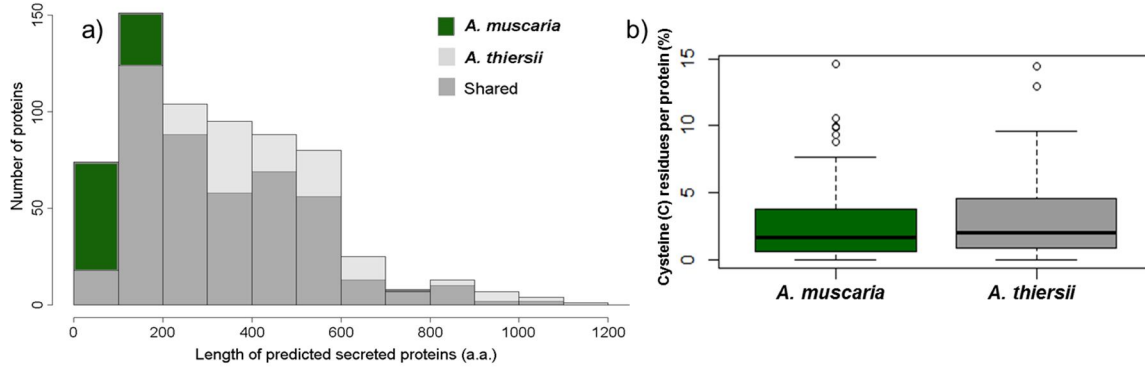 a)
A. muscaria
A. thiersii
Shared
Number of proteins
150
100
50
0
0 200 400 600 800 1000 1200
Length of predicted secreted proteins (a.a.)
b)
Cysteine (C) residues per protein (%)
15
10
5
0
A. muscaria A. thiersii